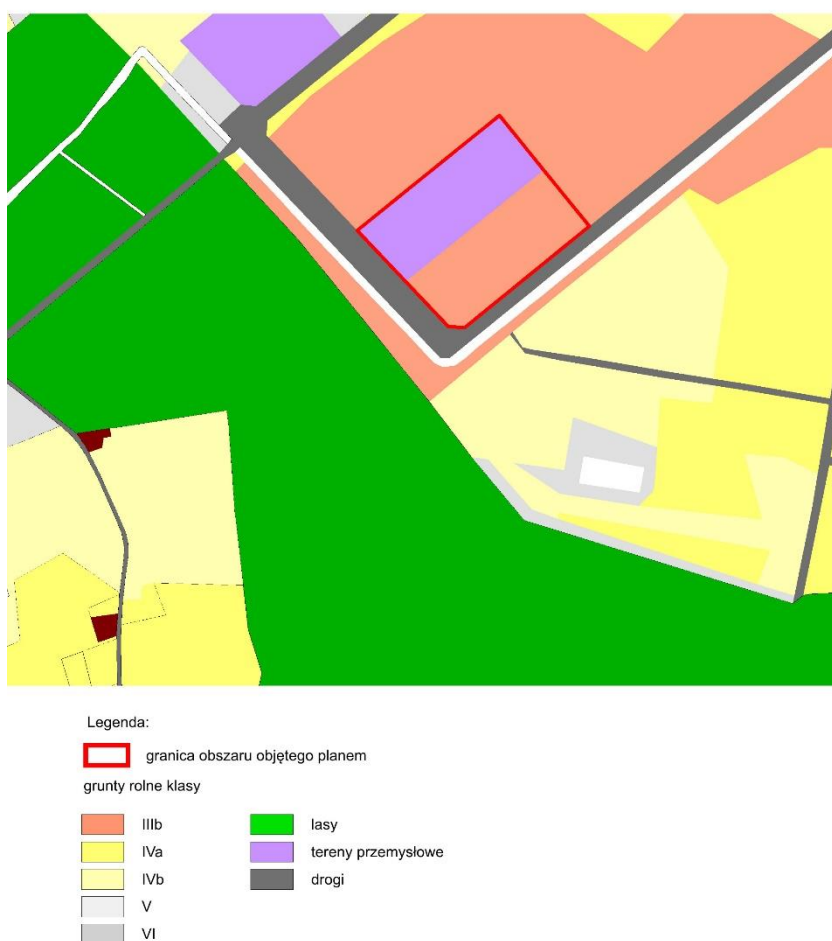 Legenda:
granica obszaru objętego planem
grunty rolne klasy
IIIb
lasy
IVa
tereny przemysłowe
IVb
drogi
V
VI